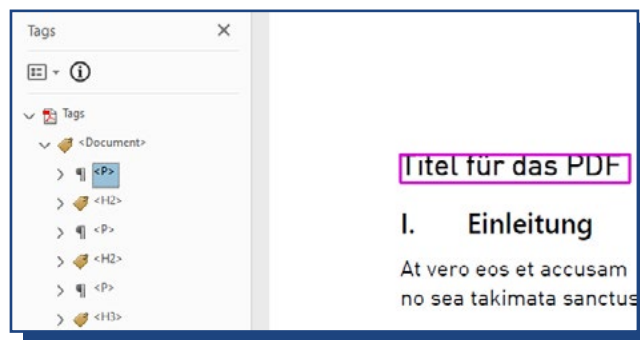 Tags
Tags
<Document>
<P>
<H2>
<P>
<H2>
<P>
<H3>
Titel für das PDF
I. Einleitung
At vero eos et accusam
no sea takimata sanctus